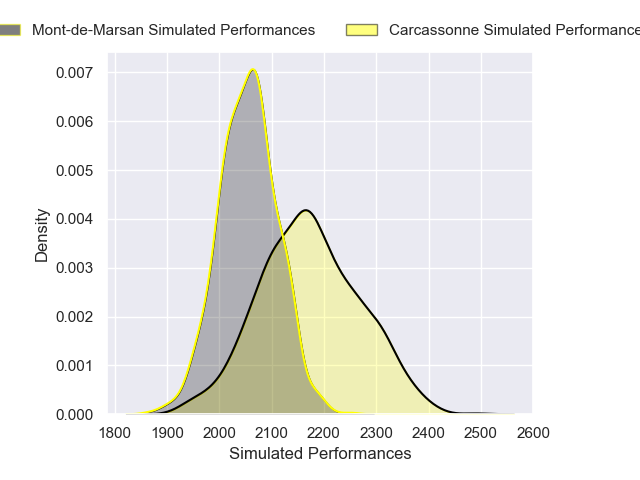 Mont-de-Marsan Simulated Performances
Carcassonne Simulated Performance
0.007
0.006
0.005
0.004
0.003
0.002
0.001
0.000
Density
1800 1900 2000 2100 2200 2300 2400 2500 2600
Simulated Performances